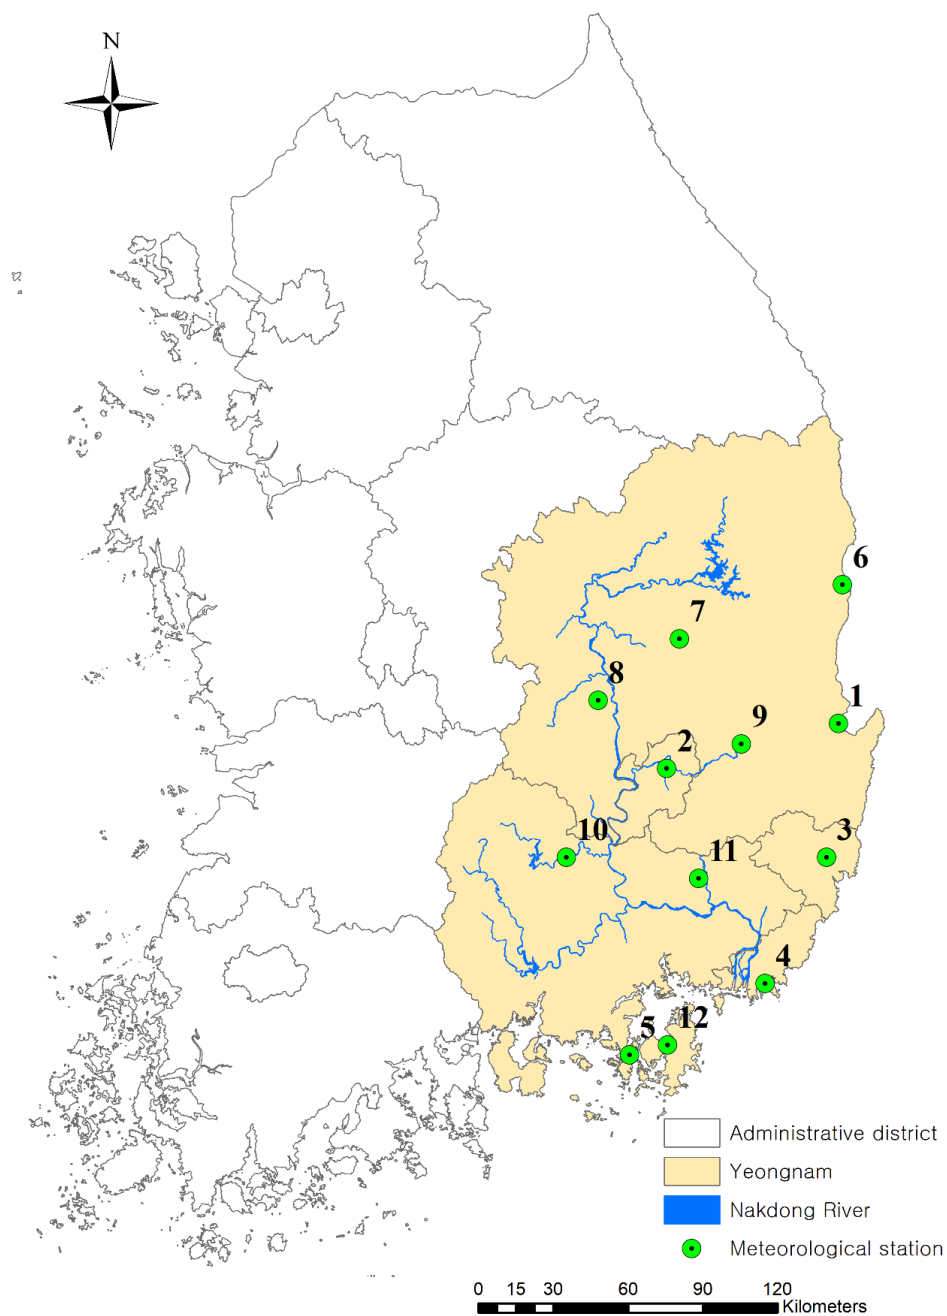 N
6
7
8
1
9
2
10
3
11
4
5
12
Administrative district
Yeongnam
Nakdong River
Meteorological station
0 15 30 60 90 120
Kilometers